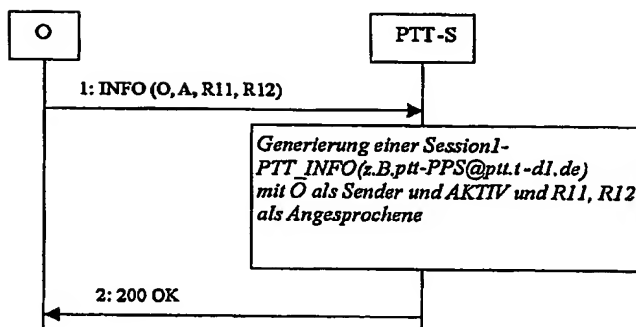 O
PTT-S
1: INFO (O, A, R11, R12)
Generierung einer Session1-
PTT_INFO(z.B.ptt-PPS@ptt.t-d1.de)
mit O als Sender und AKTIV und R11, R12
als Angesprochene
2: 200 OK